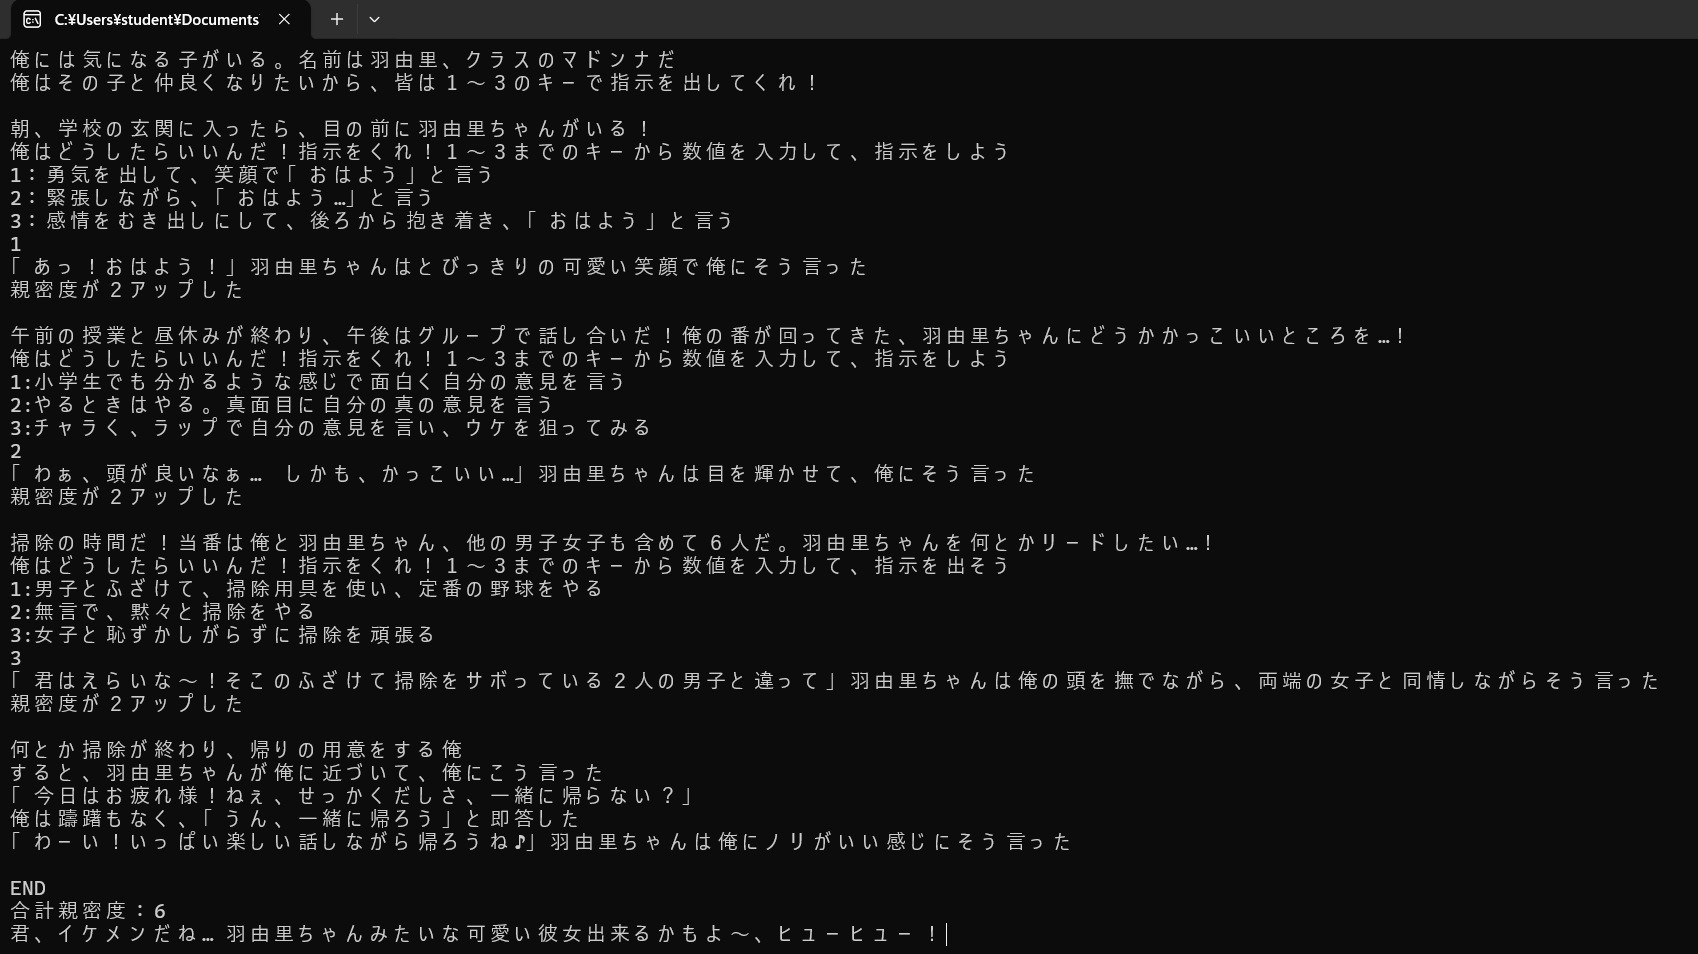 C:¥Users¥student¥Documents
俺には気になる子がいる。名前は羽由里、クラスのマドンナだ
俺はその子と仲良くなりたいから、皆は1～3のキーで指示を出してくれ！
朝、学校の玄関に入ったら、目の前に羽由里ちゃんがいる！
俺はどうしたらいいんだ！指示をくれ！1～3までのキーから数値を入力して、指示をしよう
1：勇気を出して、笑顔で「おはよう」と言う
2：緊張しながら、「おはよう…」と言う
3：感情をむき出しにして、後ろから抱き着き、「おはよう」と言う
1
「あっ！おはよう！」羽由里ちゃんはとびっきりの可愛い笑顔で俺にそう言った
親密度が2アップした
午前の授業と昼休みが終わり、午後はグループで話し合いだ！俺の番が回ってきた、羽由里ちゃんにどうかかっこいいところを…！
俺はどうしたらいいんだ！指示をくれ！1～3までのキーから数値を入力して、指示をしよう
1:小学生でも分かるような感じで面白く自分の意見を言う
2:やるときはやる。真面目に自分の真の意見を言う
3:チャラく、ラップで自分の意見を言い、ウケを狙ってみる
2
「わぁ、頭が良いなぁ… しかも、かっこいい…」羽由里ちゃんは目を輝かせて、俺にそう言った
親密度が2アップした
掃除の時間だ！当番は俺と羽由里ちゃん、他の男子女子も含めて6人だ。羽由里ちゃんを何とかリードしたい…！
俺はどうしたらいいんだ！指示をくれ！1～3までのキーから数値を入力して、指示を出そう
1:男子とふざけて、掃除用具を使い、定番の野球をやる
2:無言で、黙々と掃除をやる
3:女子と恥ずかしがらずに掃除を頑張る
3
「君はえらいな～！そこのふざけて掃除をサボっている2人の男子と違って」羽由里ちゃんは俺の頭を撫でながら、両端の女子と同情しながらそう言った
親密度が2アップした
何とか掃除が終わり、帰りの用意をする俺
すると、羽由里ちゃんが俺に近づいて、俺にこう言った
「今日はお疲れ様！ねぇ、せっかくだしさ、一緒に帰らない？」
俺は躊躇もなく、「うん、一緒に帰ろう」と即答した
「わーい！いっぱい楽しい話しながら帰ろうね♪」羽由里ちゃんは俺にノリがいい感じにそう言った
END
合計親密度：6
君、イケメンだね… 羽由里ちゃんみたいな可愛い彼女出来るかもよ～、ヒューヒュー！